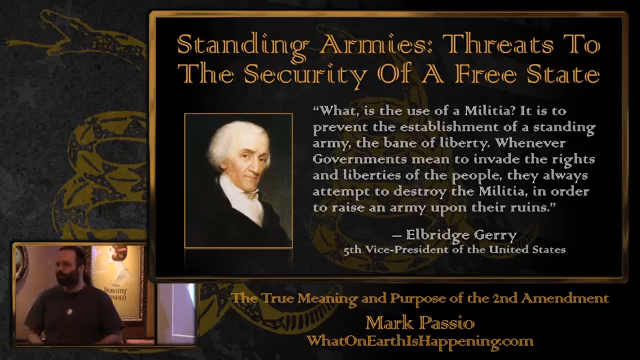 Standing Armies: Threats To
The Security Of A Free State
“What, is the use of a Militia? It is to
prevent the establishment of a standing
army, the bane of liberty. Whenever
Governments mean to invade the rights
and liberties of the people, they always
attempt to destroy the Militia, in order
to raise an army upon their ruins.”
– Elbridge Gerry
5th Vice-President of the United States
DOROTHY
ARNOLD
The True Meaning and Purpose of the 2nd Amendment
Mark Passio
WhatOnEarthIsHappening.com